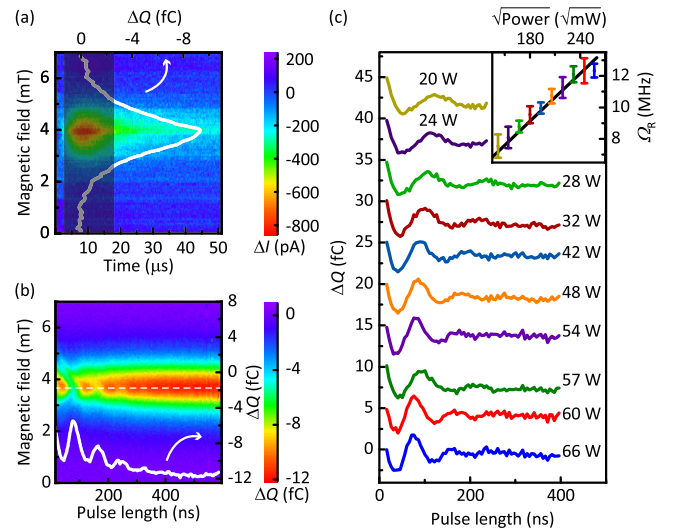 (a)
ΔQ (fC)
0 -4 -8
Magnetic field (mT)
6
4
2
0
10 20 30 40 50
Time (μs)
200
0
-200
-400
-600
-800
ΔI (pA)
(b)
Magnetic field (mT)
6
4
2
0
0 200 400
Pulse length (ns)
8
4
0
-4
-8
-12
ΔQ (fC)
0
-4
-8
-12
ΔQ (fC)
(c)
√Power (√mW)
180 240
12
10
8
Ω_R (MHz)
ΔQ (fC)
45
40
35
30
25
20
15
10
5
0
20 W
24 W
28 W
32 W
42 W
48 W
54 W
57 W
60 W
66 W
0 200 400
Pulse length (ns)